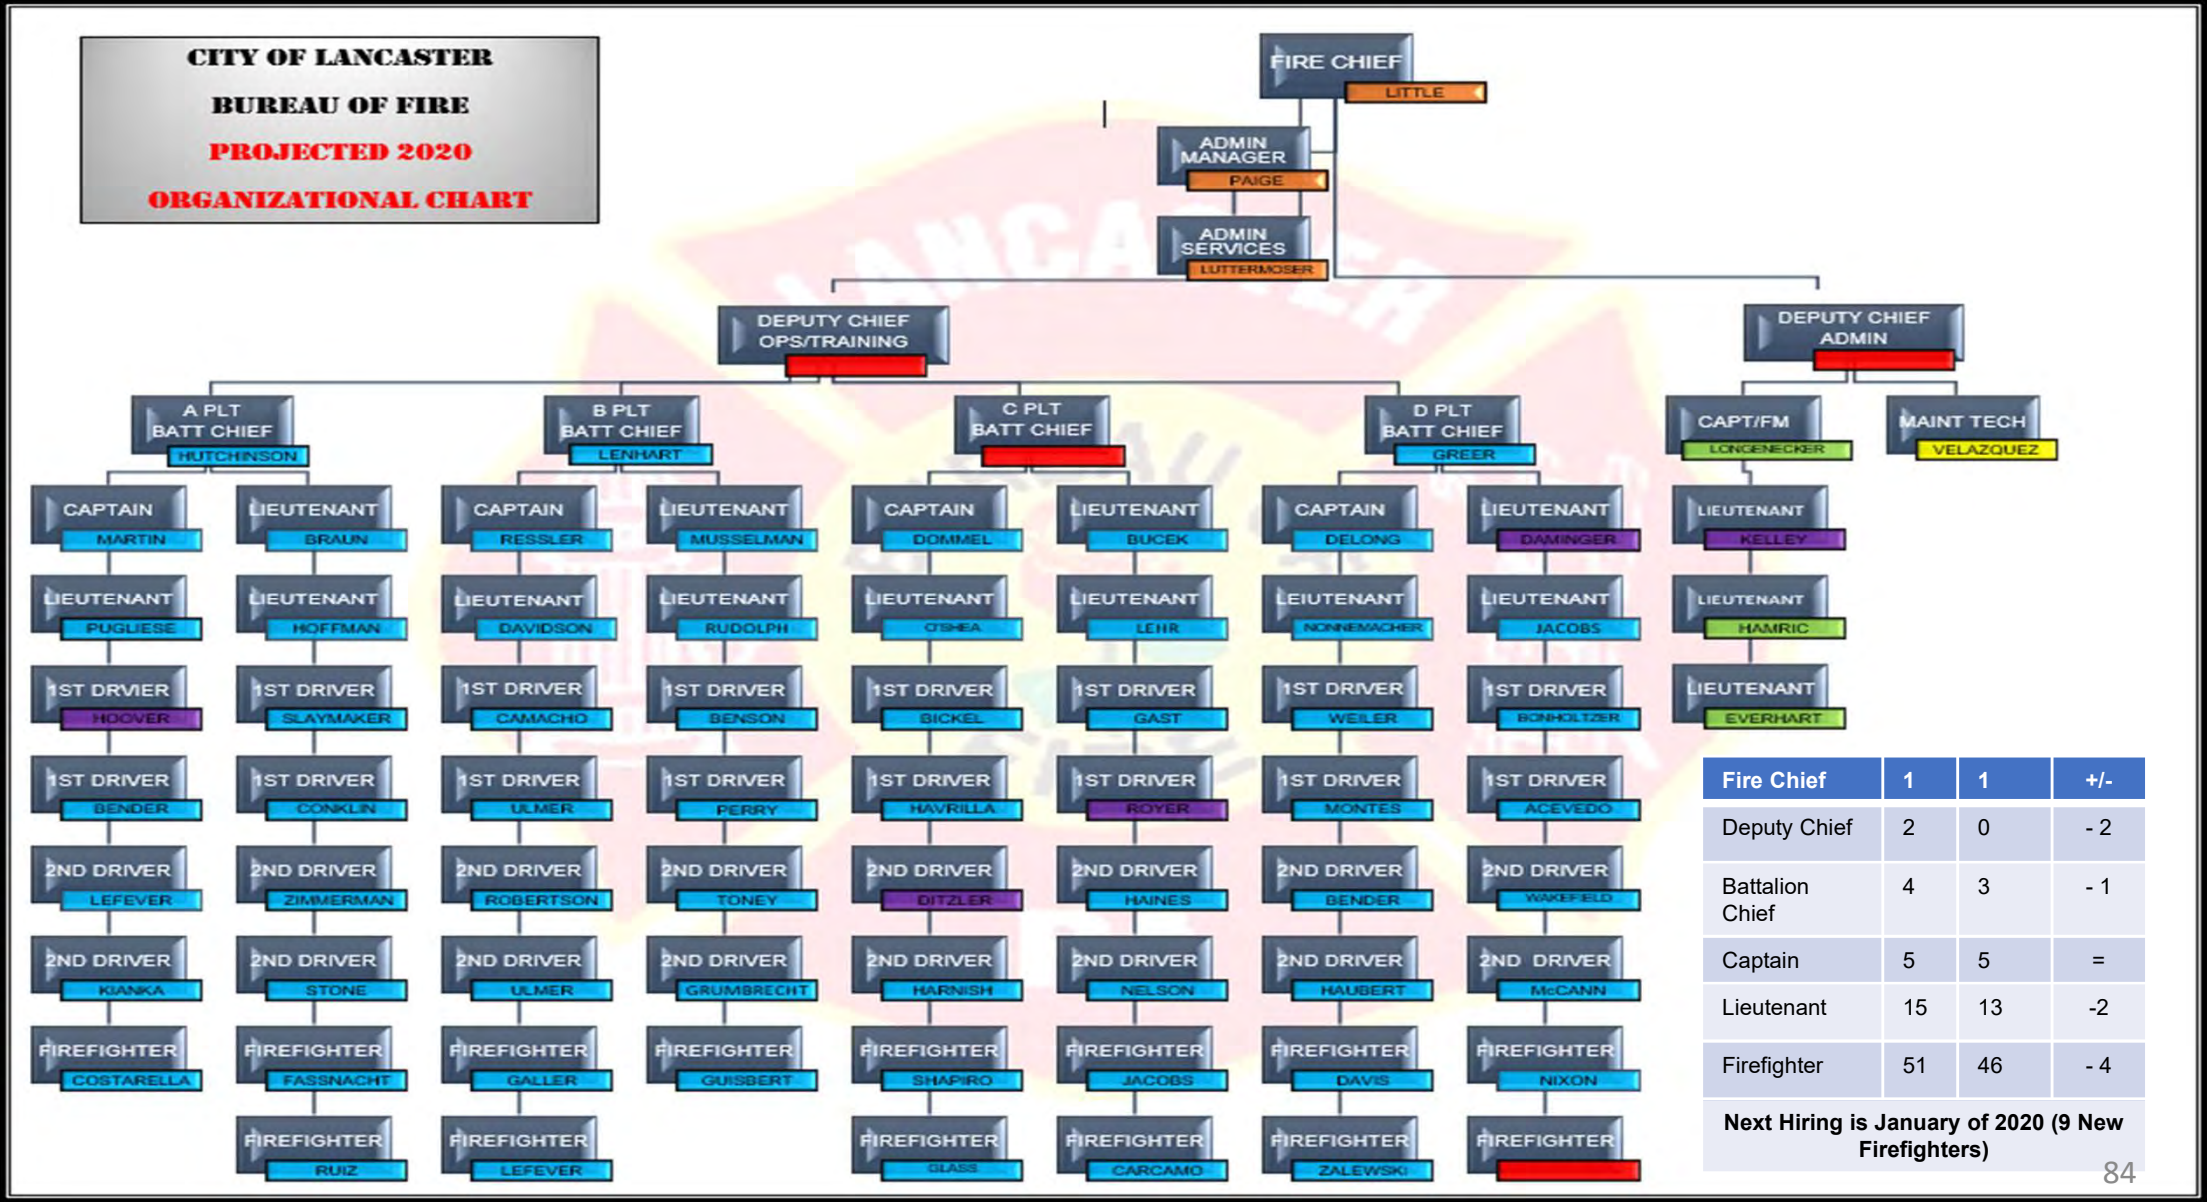 CITY OF LANCASTER
BUREAU OF FIRE
PROJECTED 2020
ORGANIZATIONAL CHART
FIRE CHIEF
LITTLE
ADMIN
MANAGER
PAIGE
ADMIN
SERVICES
LUTTERMOSER
DEPUTY CHIEF
OPS/TRAINING
DEPUTY CHIEF
ADMIN
A PLT
BATT CHIEF
HUTCHINSON
B PLT
BATT CHIEF
LENHART
C PLT
BATT CHIEF
D PLT
BATT CHIEF
GREER
CAPT/FM
LONGENECKER
MAINT TECH
VELAZQUEZ
CAPTAIN
MARTIN
LIEUTENANT
BRAUN
CAPTAIN
RESSLER
LIEUTENANT
MUSSELMAN
CAPTAIN
DOMMEL
LIEUTENANT
BUCEK
CAPTAIN
DELONG
LIEUTENANT
DAMINGER
LIEUTENANT
KELLEY
LIEUTENANT
PUGLIESE
LIEUTENANT
HOFFMAN
LIEUTENANT
DAVIDSON
LIEUTENANT
RUDOLPH
LIEUTENANT
O'SHEA
LIEUTENANT
LEHR
LEIUTENANT
NONNEMACHER
LIEUTENANT
JACOBS
LIEUTENANT
HAMRIC
1ST DRVIER
HOOVER
1ST DRIVER
SLAYMAKER
1ST DRIVER
CAMACHO
1ST DRIVER
BENSON
1ST DRIVER
BICKEL
1ST DRIVER
GAST
1ST DRIVER
WEILER
1ST DRIVER
BONHOLTZER
LIEUTENANT
EVERHART
1ST DRIVER
BENDER
1ST DRIVER
CONKLIN
1ST DRIVER
ULMER
1ST DRIVER
PERRY
1ST DRIVER
HAVRILLA
1ST DRIVER
ROYER
1ST DRIVER
MONTES
1ST DRIVER
ACEVEDO
2ND DRIVER
LEFEVER
2ND DRIVER
ZIMMERMAN
2ND DRIVER
ROBERTSON
2ND DRIVER
TONEY
2ND DRIVER
DITZLER
2ND DRIVER
HAINES
2ND DRIVER
BENDER
2ND DRIVER
WAKEFIELD
2ND DRIVER
KIANKA
2ND DRIVER
STONE
2ND DRIVER
ULMER
2ND DRIVER
GRUMBRECHT
2ND DRIVER
HARNISH
2ND DRIVER
NELSON
2ND DRIVER
HAUBERT
2ND DRIVER
McCANN
FIREFIGHTER
COSTARELLA
FIREFIGHTER
FASSNACHT
FIREFIGHTER
GALLER
FIREFIGHTER
GUISBERT
FIREFIGHTER
SHAPIRO
FIREFIGHTER
JACOBS
FIREFIGHTER
DAVIS
FIREFIGHTER
NIXON
FIREFIGHTER
RUIZ
FIREFIGHTER
LEFEVER
FIREFIGHTER
GLASS
FIREFIGHTER
CARCAMO
FIREFIGHTER
ZALEWSKI
FIREFIGHTER
Fire Chief 1 1 +/-
Deputy Chief 2 0 - 2
Battalion
Chief 4 3 - 1
Captain 5 5 =
Lieutenant 15 13 -2
Firefighter 51 46 - 4
Next Hiring is January of 2020 (9 New
Firefighters)
84
LANCASTER
BUREAU OF
FIRE